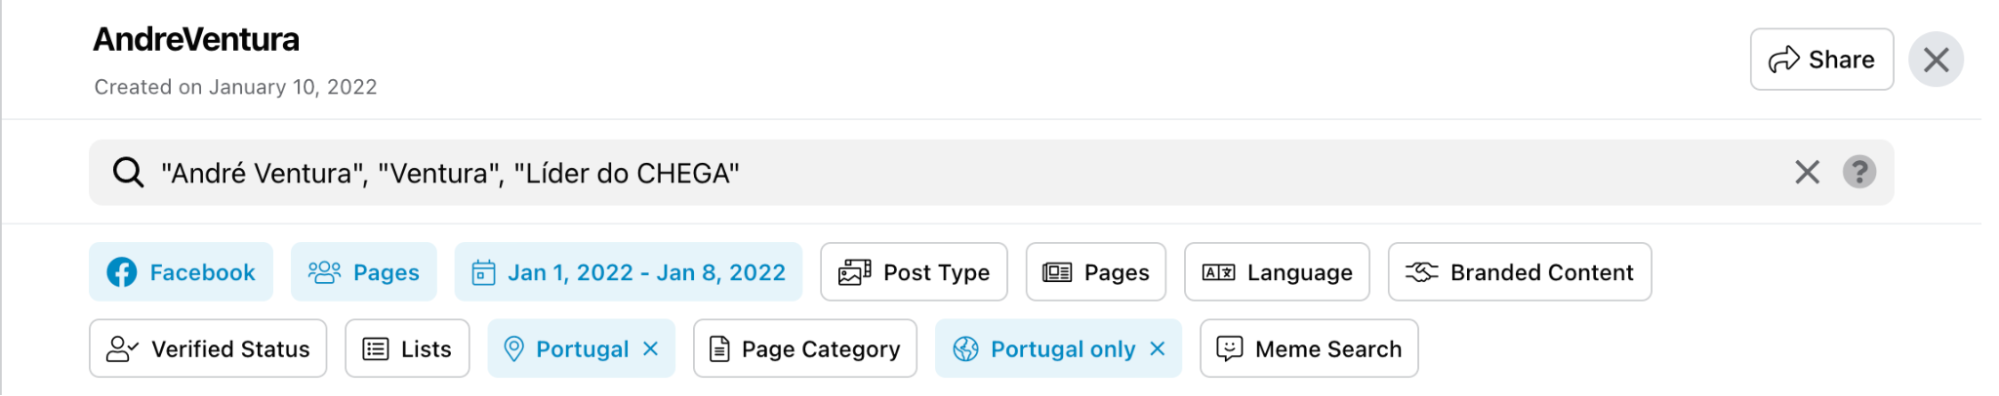 AndreVentura
Share
Created on January 10, 2022
"André Ventura", "Ventura", "Líder do CHEGA"
?
Facebook Pages Jan 1, 2022 - Jan 8, 2022 Post Type Pages Language Branded Content
Verified Status Lists Portugal Page Category Portugal only Meme Search